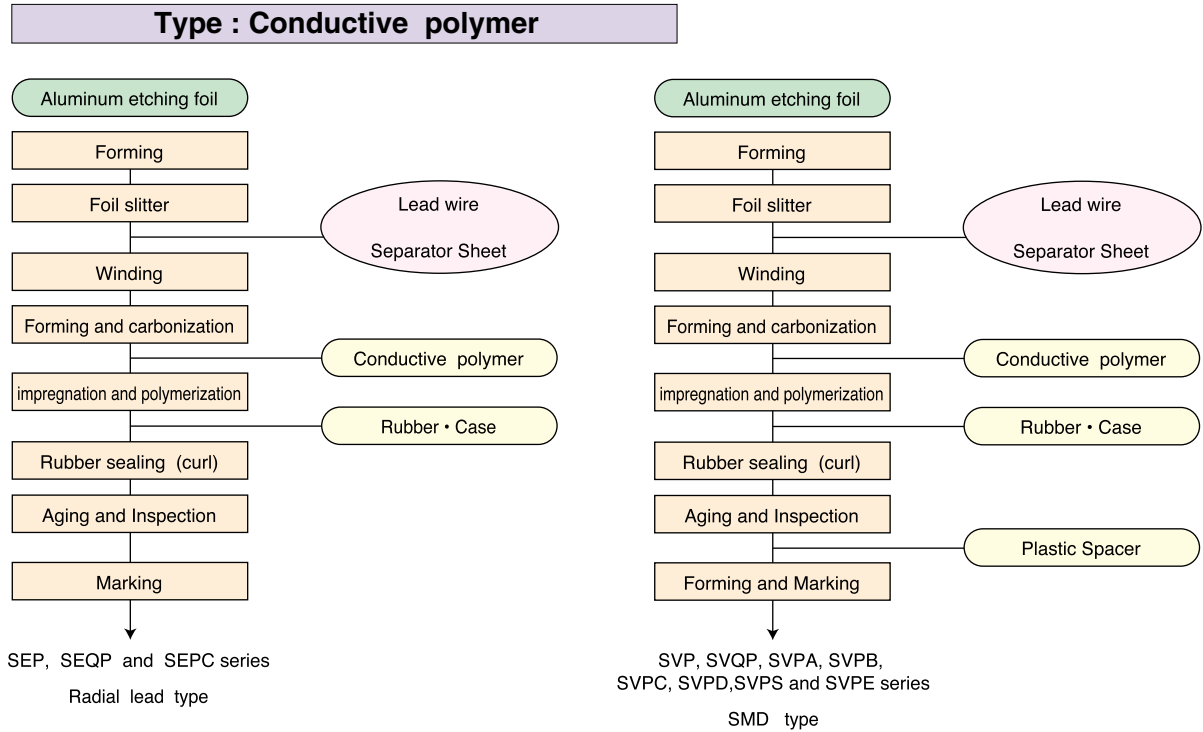 Type : Conductive polymer
Aluminum etching foil
Forming
Foil slitter
Lead wire
Separator Sheet
Winding
Forming and carbonization
Conductive polymer
impregnation and polymerization
Rubber • Case
Rubber sealing (curl)
Aging and Inspection
Marking
SEP, SEQP and SEPC series
Radial lead type
Aluminum etching foil
Forming
Foil slitter
Lead wire
Separator Sheet
Winding
Forming and carbonization
Conductive polymer
impregnation and polymerization
Rubber • Case
Rubber sealing (curl)
Aging and Inspection
Plastic Spacer
Forming and Marking
SVP, SVQP, SVPA, SVPB,
SVPC, SVPD,SVPS and SVPE series
SMD type